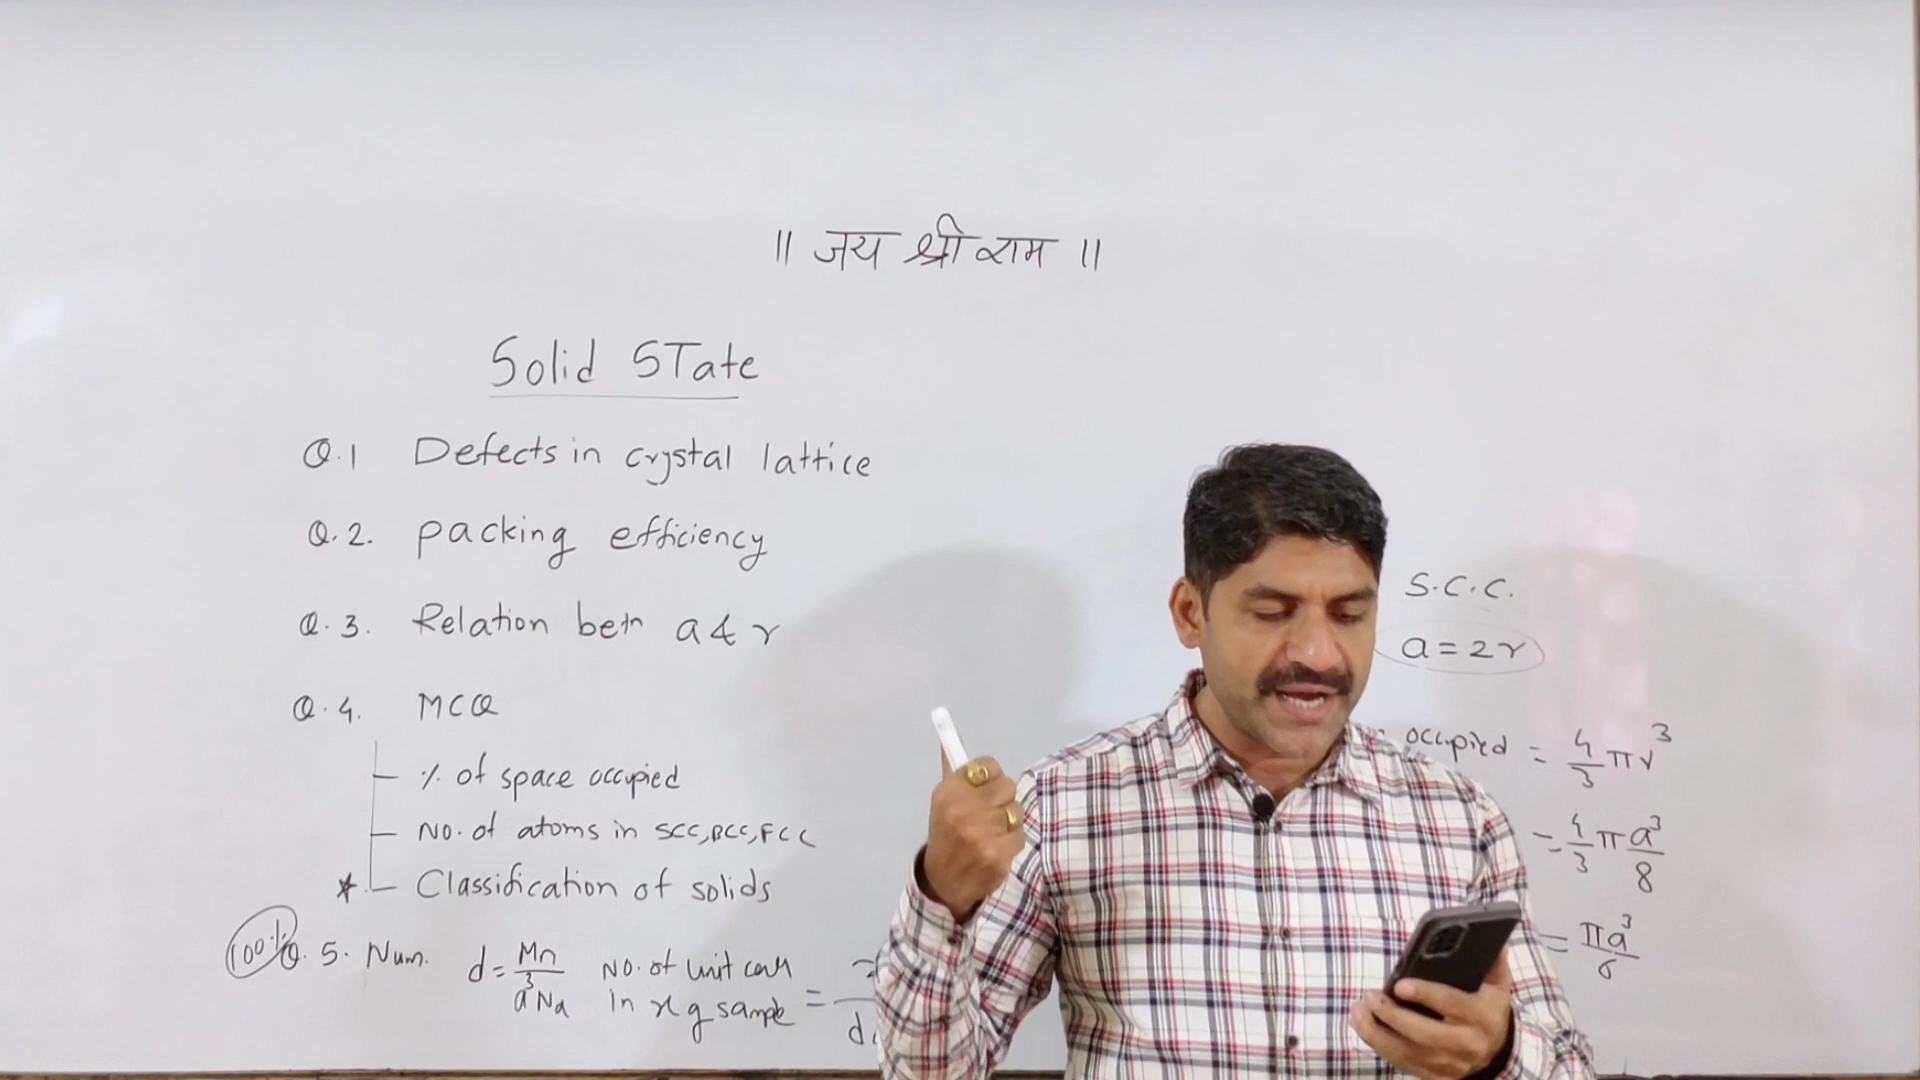 ॥ जय श्री राम ॥
Solid STate
Q.1 Defects in crystal lattice
Q.2. packing efficiency
Q.3. Relation betn a & r
Q.4. MCQ
% of space occupied
No. of atoms in SCC, BCC, FCC
* Classification of solids
100% Q.5. Num. d = Mn / a³Na No. of Unit cell in x g sample =
S.C.C.
a = 2r
occupied = 4/3 πr³
= 4/3 π a³/8
= πa³/6